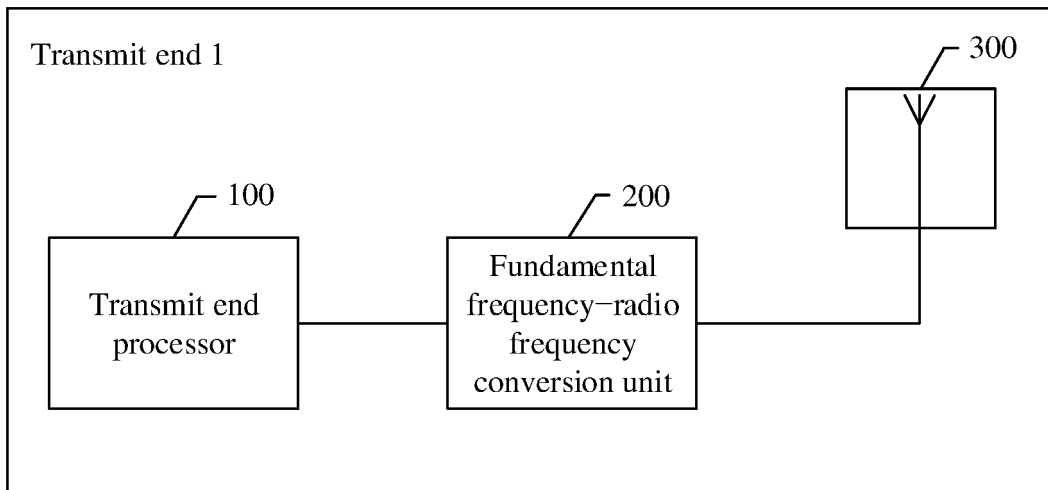 Transmit end 1
300
100
200
Transmit end
processor
Fundamental
frequency−radio
frequency
conversion unit